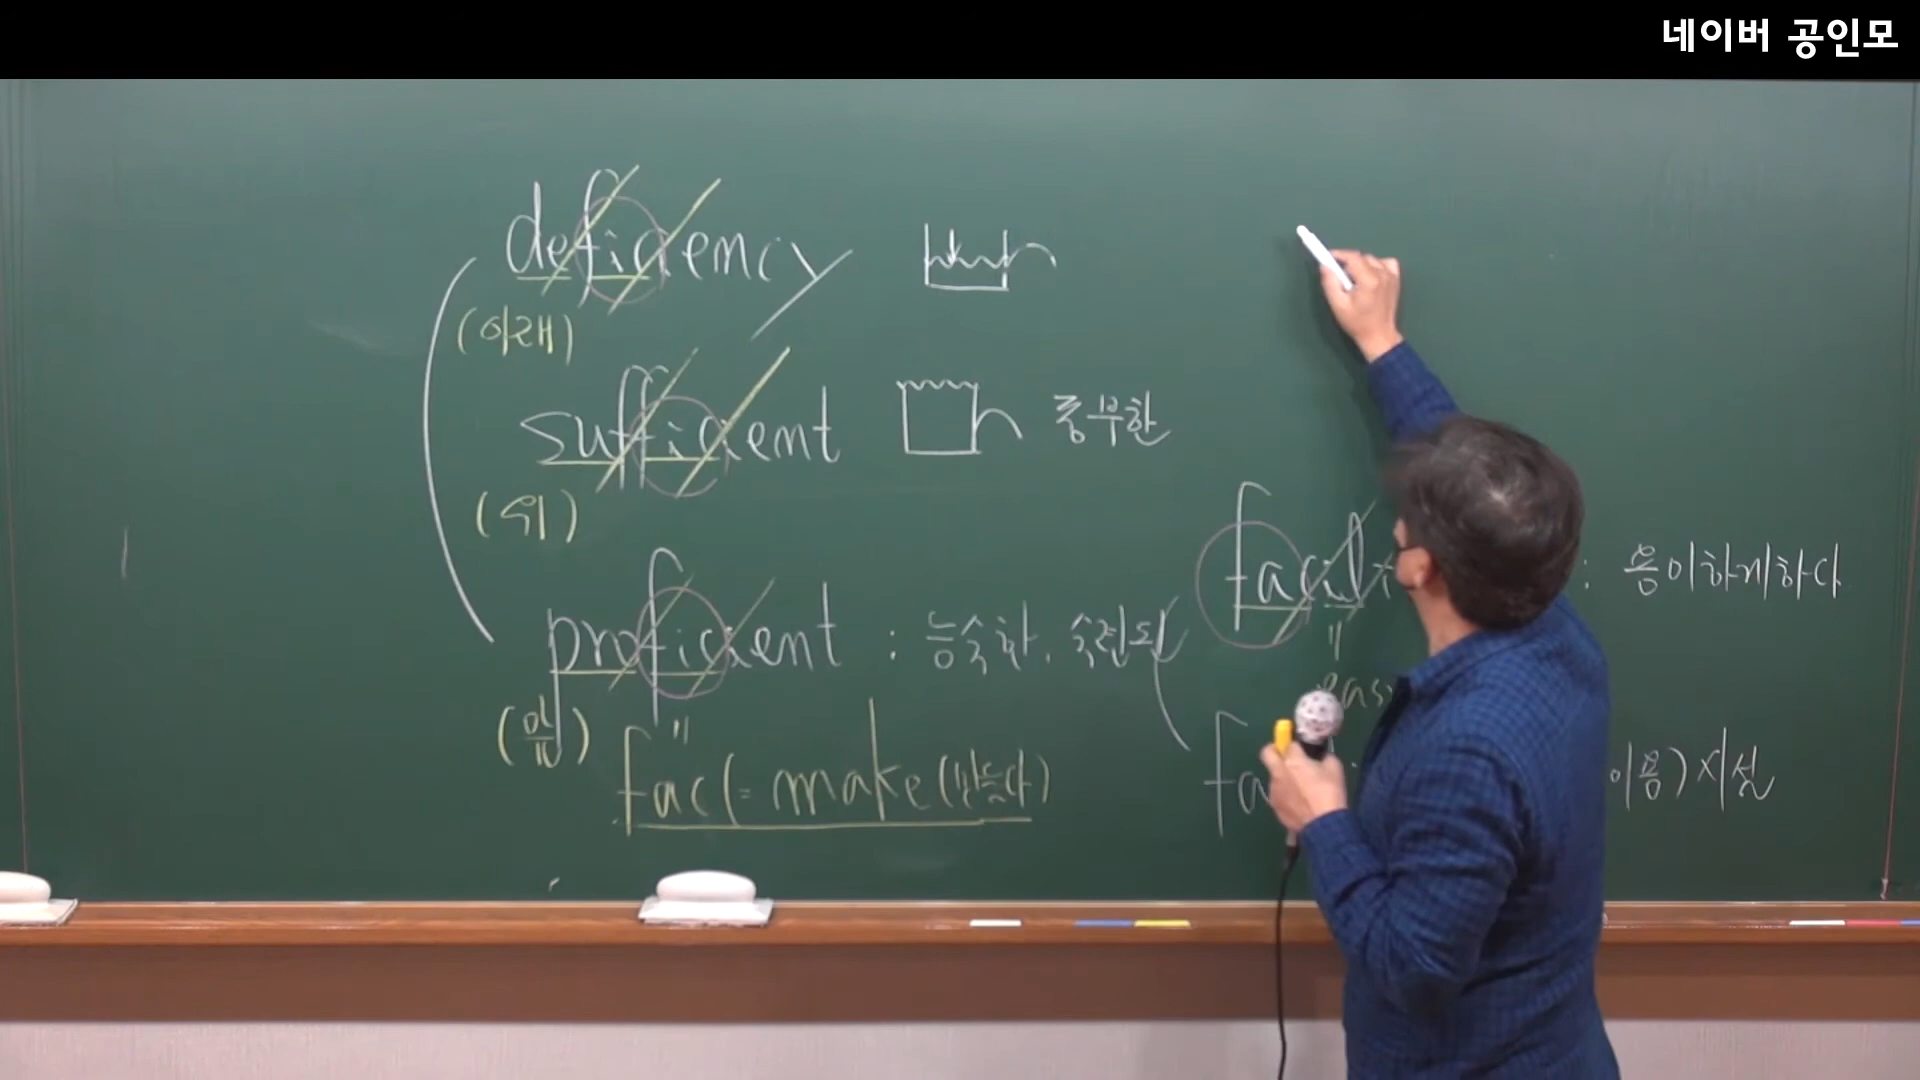 네이버 공인모
deficiency
(아래)
sufficient 충분한
(위)
proficient : 능숙한, 숙련된
(앞)
"
fac(= make(만들다)
facil : 용이하게하다
"
eas
fa 이용) 시설